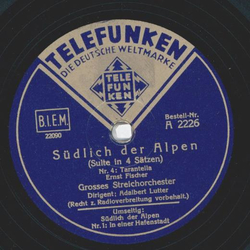 TELEFUNKEN
DIE DEUTSCHE WELTMARKE
TELE
FUN
KEN
B.I.E.M.
22090
Bestell-Nr.
A 2226
Südlich der Alpen
(Suite in 4 Sätzen)
Nr. 4: Tarantella
Ernst Fischer
Grosses Streichorchester
Dirigent: Adalbert Lutter
(Recht z. Radioverbreitung vorbehalt.)
Umseitig:
Südlich der Alpen
Nr. 1: In einer Hafenstadt